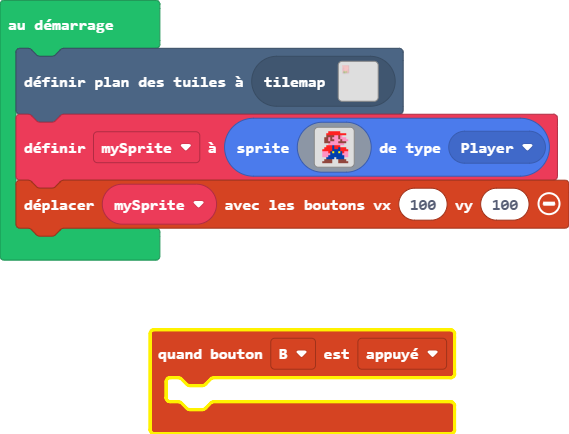 au démarrage
définir plan des tuiles à tilemap
définir mySprite à sprite de type Player
déplacer mySprite avec les boutons vx 100 vy 100
quand bouton B est appuyé